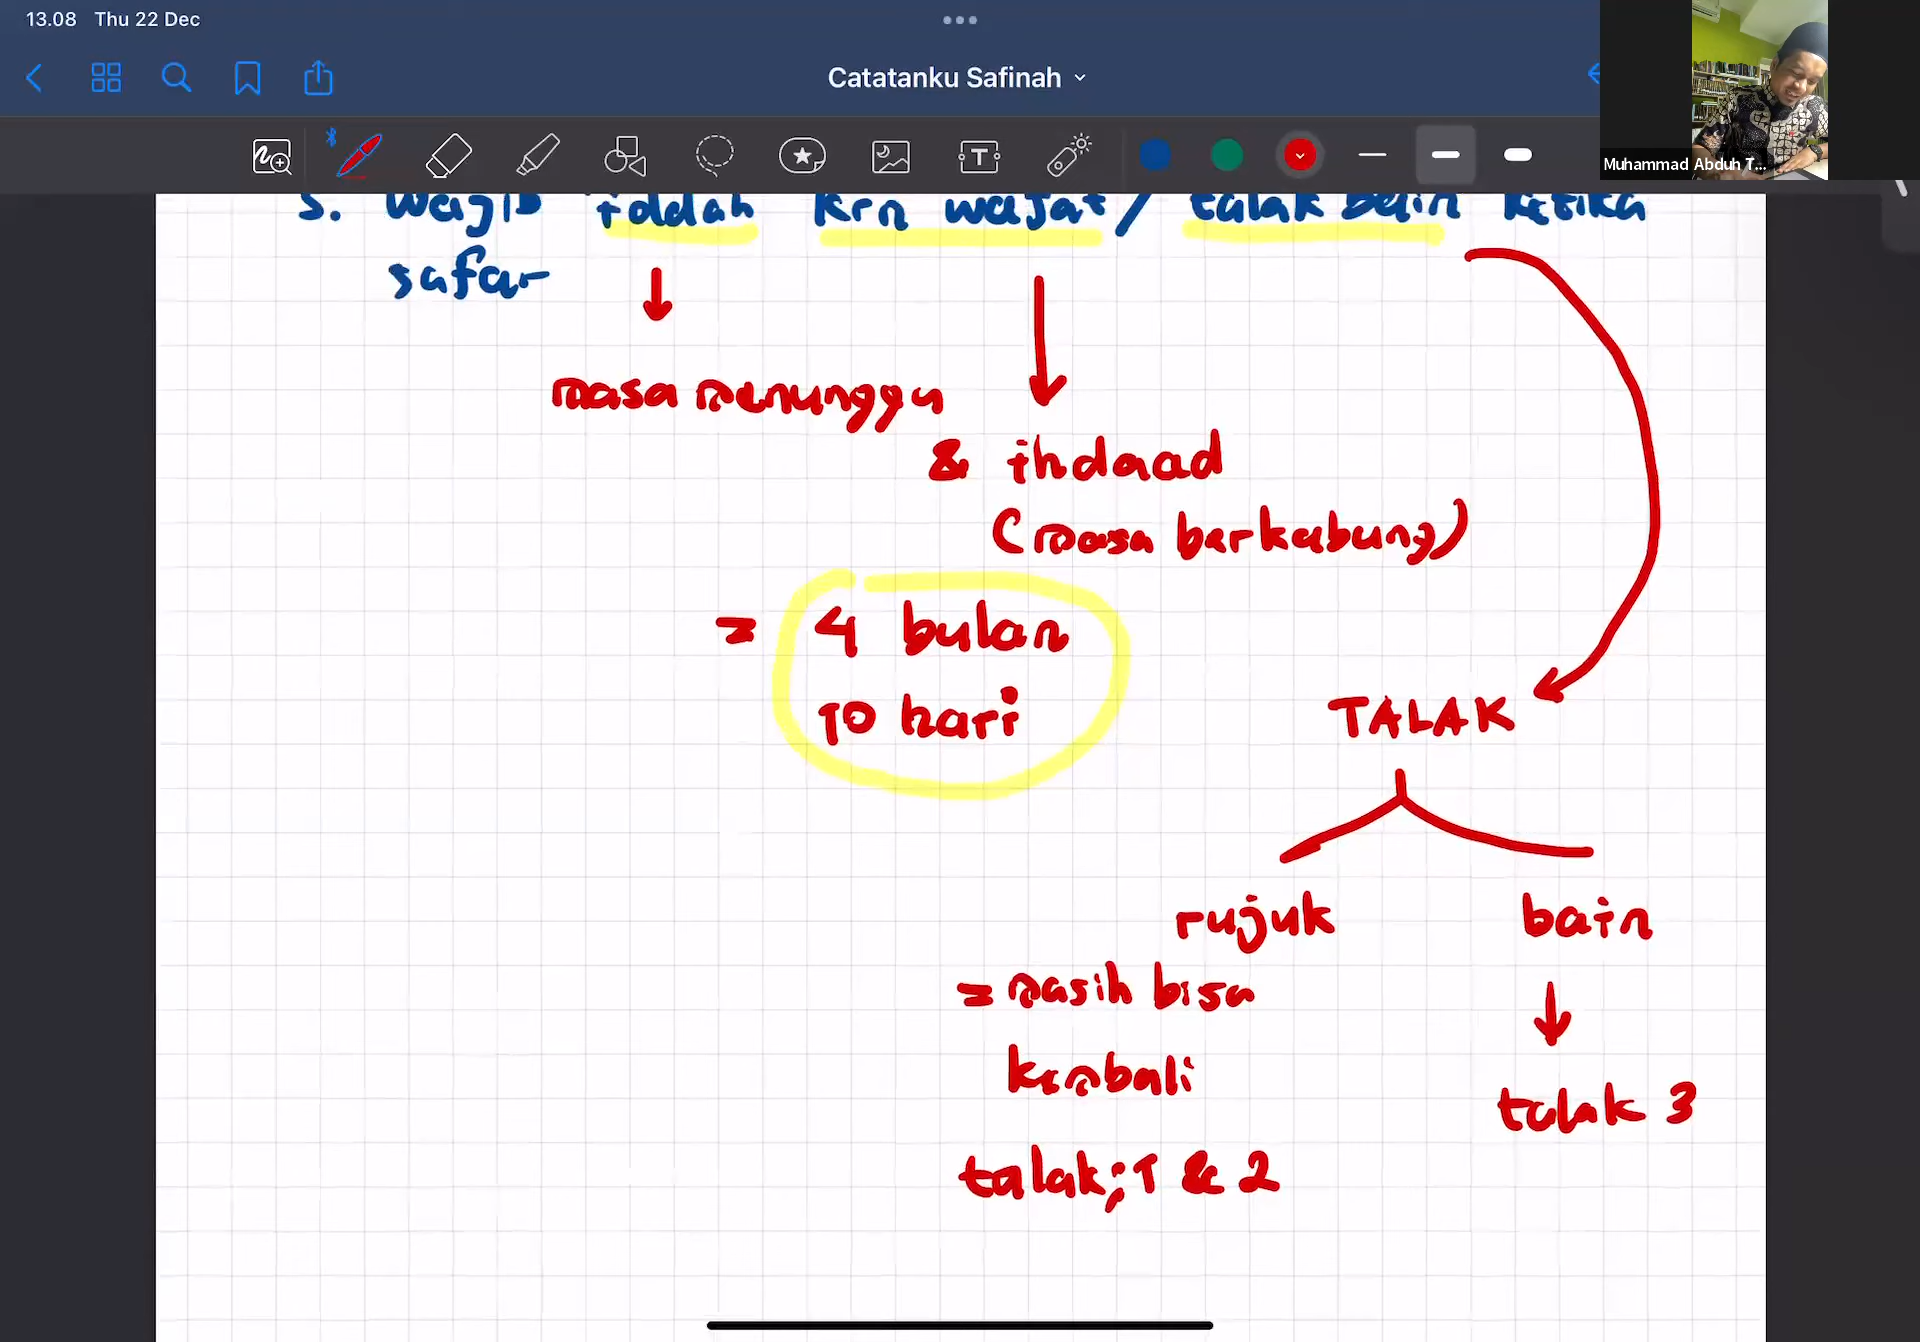 13.08 Thu 22 Dec
Catatanku Safinah
Muhammad Abduh T...
5. wajib 'iddah krn wafat / talak bain ketika
safar
masa menunggu
& ihdaad
(masa berkabung)
= 4 bulan
10 hari
TALAK
rujuk bain
= masih bisa
kembali
talak 3
talak; 1 & 2